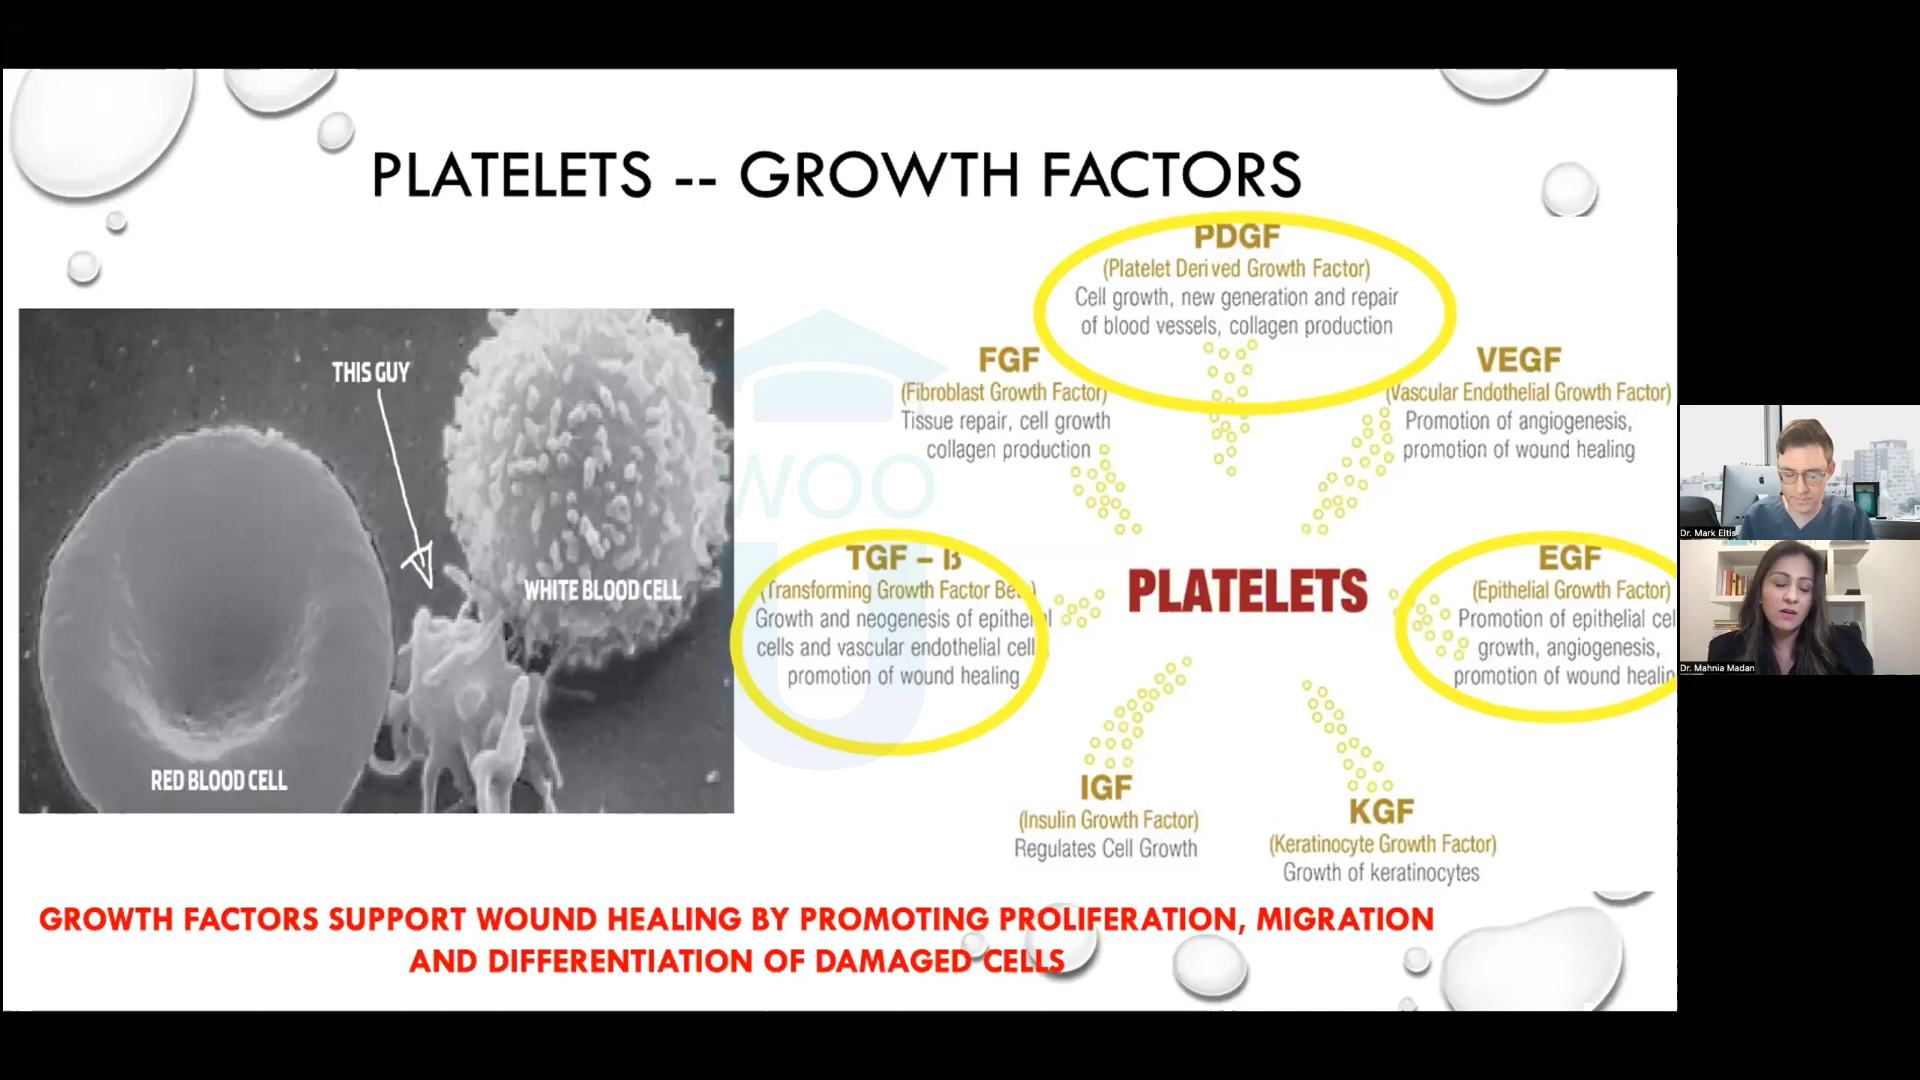 PLATELETS -- GROWTH FACTORS
THIS GUY
WHITE BLOOD CELL
RED BLOOD CELL
PDGF
(Platelet Derived Growth Factor)
Cell growth, new generation and repair
of blood vessels, collagen production
FGF
(Fibroblast Growth Factor)
Tissue repair, cell growth
collagen production
VEGF
(Vascular Endothelial Growth Factor)
Promotion of angiogenesis,
promotion of wound healing
TGF – ß
(Transforming Growth Factor Be
Growth and neogenesis of epithe
cells and vascular endothelial cell
promotion of wound healing
PLATELETS
EGF
(Epithelial Growth Factor)
Promotion of epithelial cel
growth, angiogenesis,
promotion of wound healin
IGF
(Insulin Growth Factor)
Regulates Cell Growth
KGF
(Keratinocyte Growth Factor)
Growth of keratinocytes
GROWTH FACTORS SUPPORT WOUND HEALING BY PROMOTING PROLIFERATION, MIGRATION
AND DIFFERENTIATION OF DAMAGED CELLS
WOO
U
Dr. Mark Eltis
Dr. Mahnia Madan